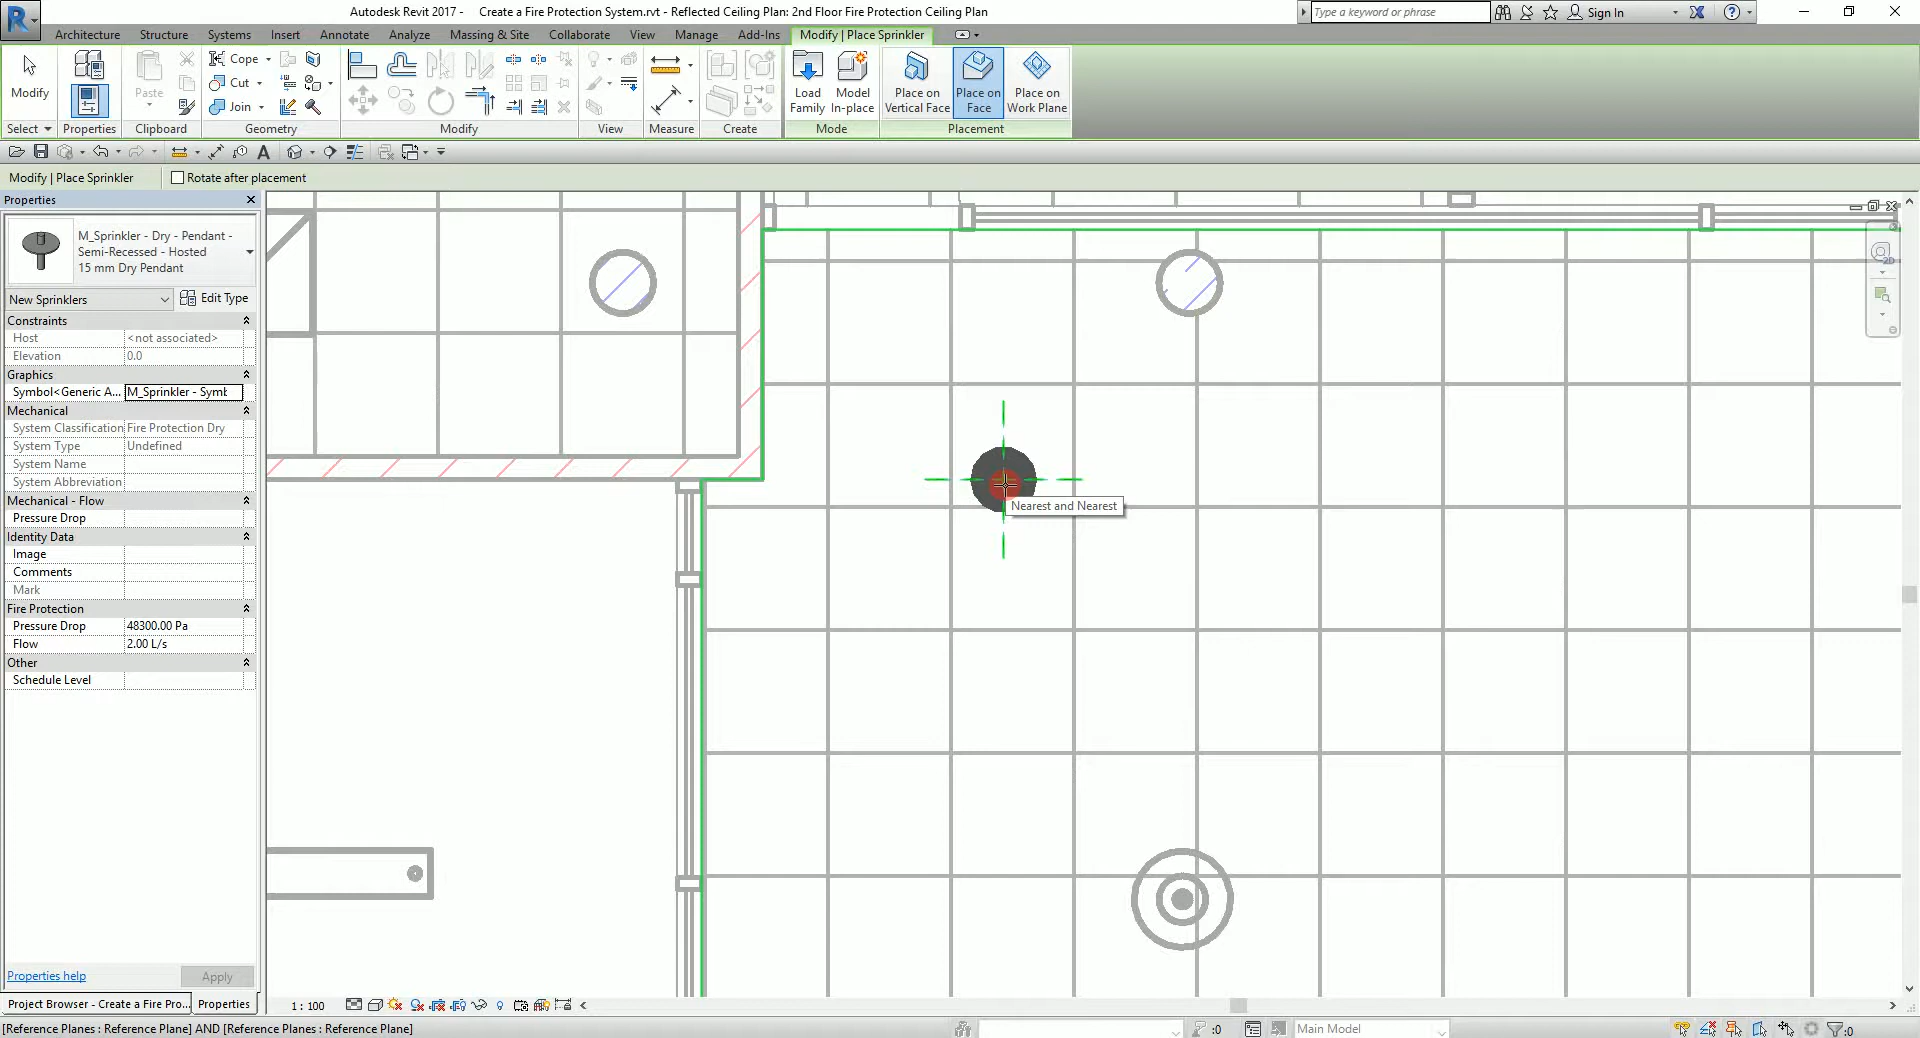 Autodesk Revit 2017 - Create a Fire Protection System.rvt - Reflected Ceiling Plan: 2nd Floor Fire Protection Ceiling Plan
Type a keyword or phrase
Sign In
Architecture Structure Systems Insert Annotate Analyze Massing & Site Collaborate View Manage Add-Ins Modify | Place Sprinkler
Modify
Paste
Cope
Cut
Join
Load Family
Model In-place
Place on Vertical Face
Place on Face
Place on Work Plane
Select Properties Clipboard Geometry Modify View Measure Create Mode Placement
Modify | Place Sprinkler Rotate after placement
Properties
M_Sprinkler - Dry - Pendant -
Semi-Recessed - Hosted
15 mm Dry Pendant
New Sprinklers Edit Type
Constraints
Host <not associated>
Elevation 0.0
Graphics
Symbol<Generic A... M_Sprinkler - Symb
Mechanical
System Classification Fire Protection Dry
System Type Undefined
System Name
System Abbreviation
Mechanical - Flow
Pressure Drop
Identity Data
Image
Comments
Mark
Fire Protection
Pressure Drop 48300.00 Pa
Flow 2.00 L/s
Other
Schedule Level
Nearest and Nearest
2D
Properties help Apply
Project Browser - Create a Fire Pro... Properties
1 : 100
[Reference Planes : Reference Plane] AND [Reference Planes : Reference Plane]
:0
Main Model
:0